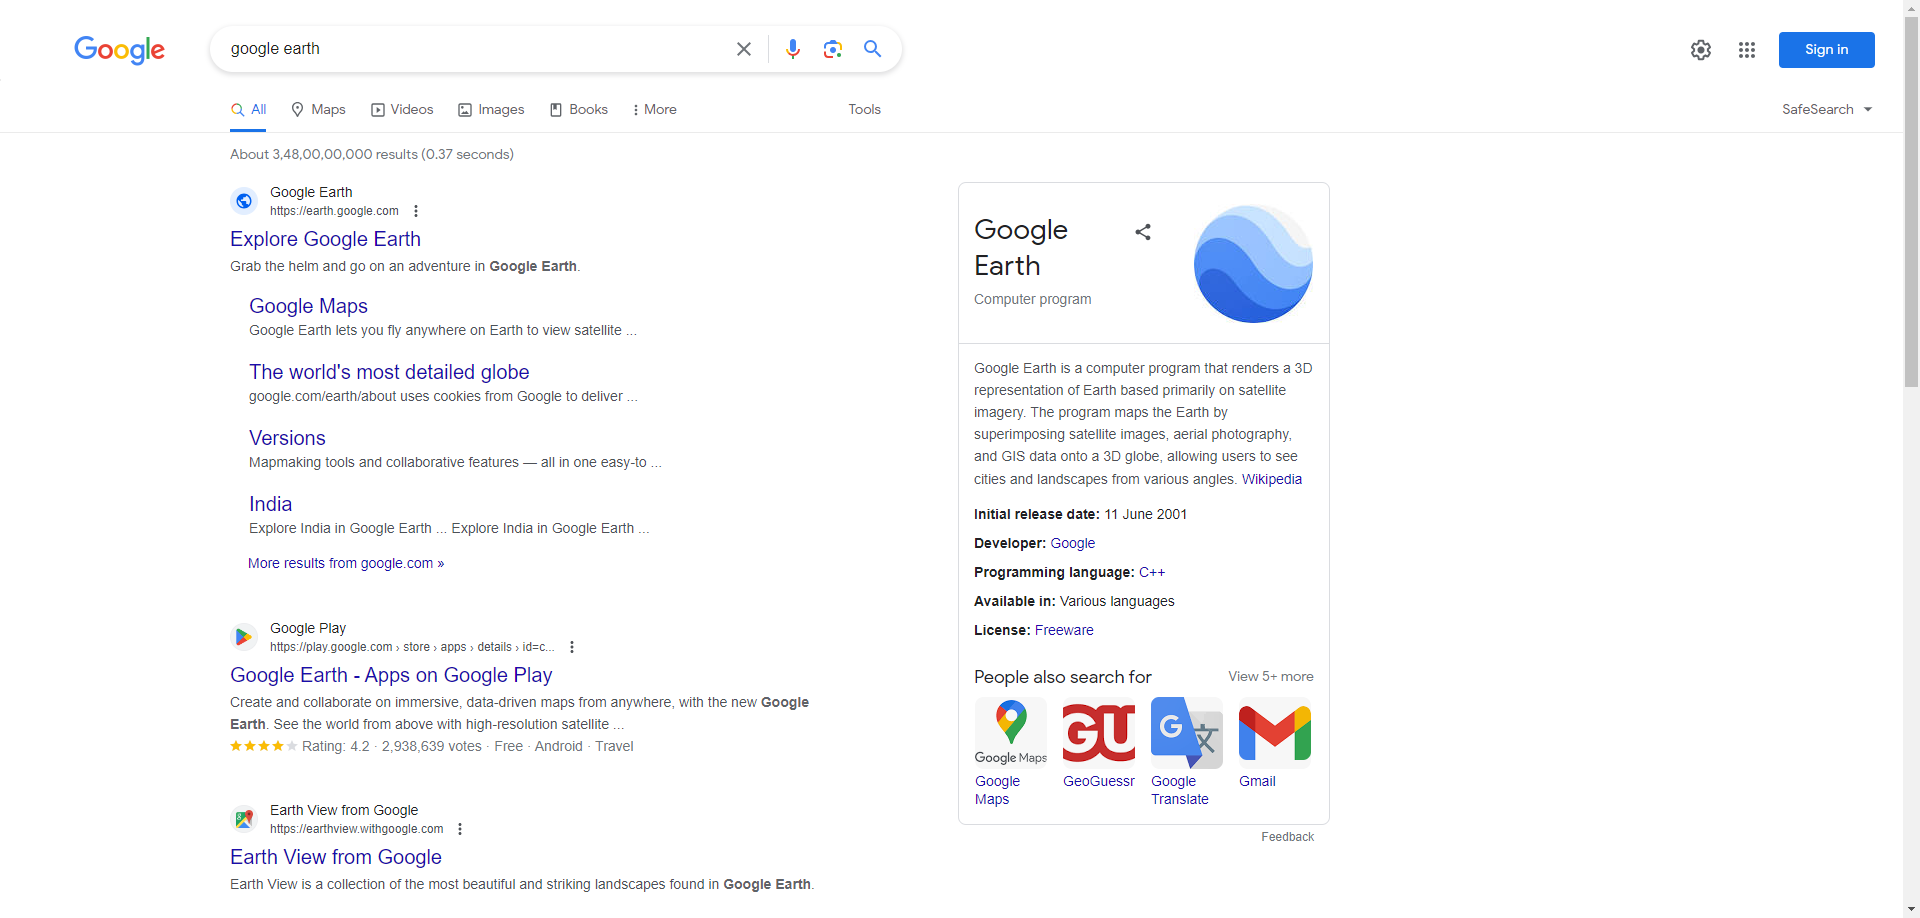 Google
google earth
Sign in
All
Maps
Videos
Images
Books
More
Tools
SafeSearch
About 3,48,00,00,000 results (0.37 seconds)
Google Earth
https://earth.google.com
Explore Google Earth
Grab the helm and go on an adventure in Google Earth.
Google Maps
Google Earth lets you fly anywhere on Earth to view satellite ...
The world's most detailed globe
google.com/earth/about uses cookies from Google to deliver ...
Versions
Mapmaking tools and collaborative features — all in one easy-to ...
India
Explore India in Google Earth ... Explore India in Google Earth ...
More results from google.com »
Google Play
https://play.google.com › store › apps › details › id=c...
Google Earth - Apps on Google Play
Create and collaborate on immersive, data-driven maps from anywhere, with the new Google
Earth. See the world from above with high-resolution satellite ...
Rating: 4.2 · 2,938,639 votes · Free · Android · Travel
Earth View from Google
https://earthview.withgoogle.com
Earth View from Google
Earth View is a collection of the most beautiful and striking landscapes found in Google Earth.
Google
Earth
Computer program
Google Earth is a computer program that renders a 3D
representation of Earth based primarily on satellite
imagery. The program maps the Earth by
superimposing satellite images, aerial photography,
and GIS data onto a 3D globe, allowing users to see
cities and landscapes from various angles. Wikipedia
Initial release date: 11 June 2001
Developer: Google
Programming language: C++
Available in: Various languages
License: Freeware
People also search for
View 5+ more
Google Maps
GU
G 文
Google
Maps
GeoGuessr
Google
Translate
Gmail
Feedback